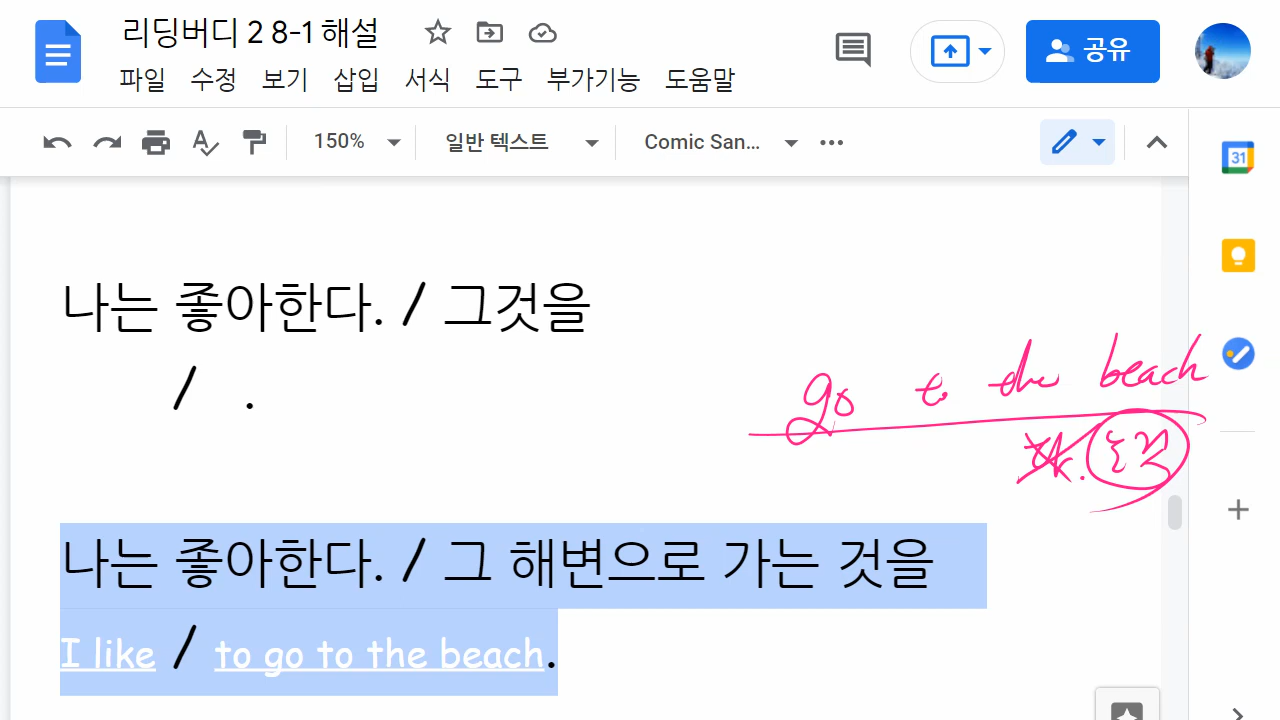 리딩버디 2 8-1 해설
파일 수정 보기 삽입 서식 도구 부가기능 도움말
공유
150% 일반 텍스트 Comic San... •••
31
나는 좋아한다. / 그것을
/ .
go to the beach
는 것
나는 좋아한다. / 그 해변으로 가는 것을
I like / to go to the beach.